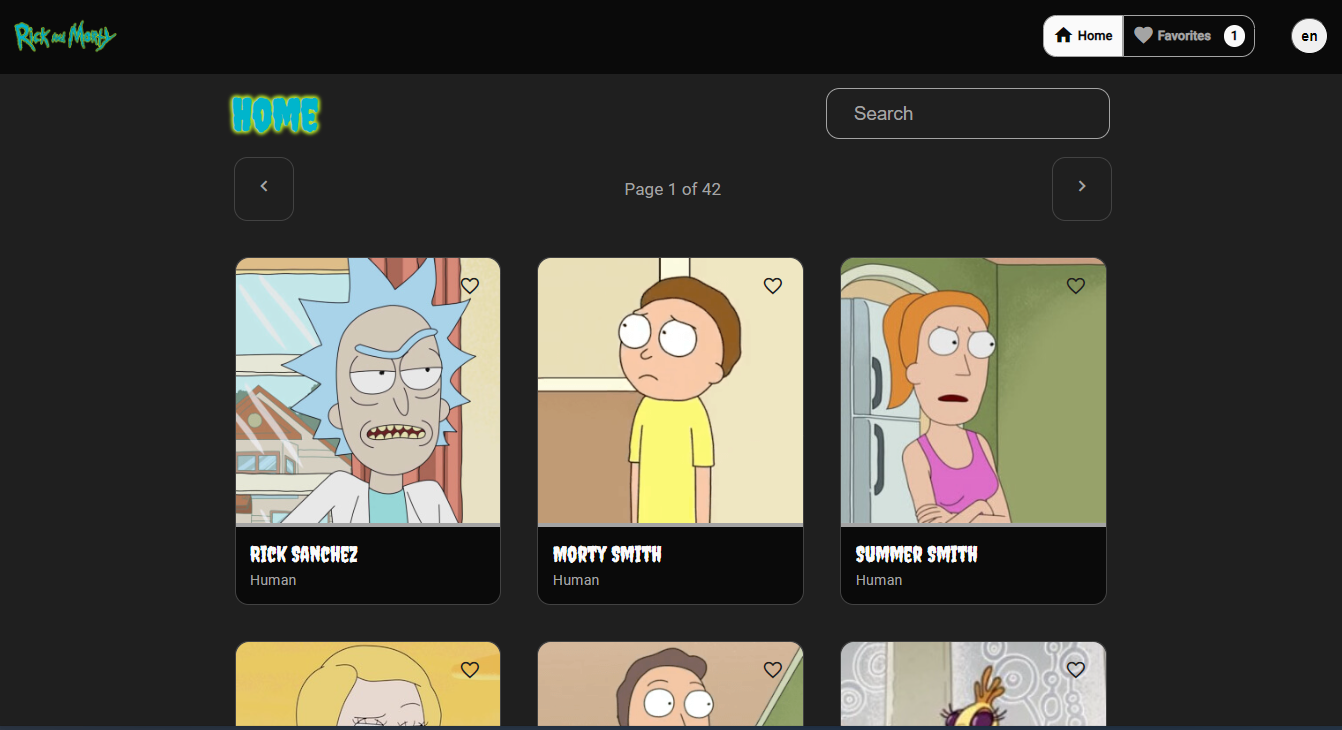 Rick and Morty
Home
Favorites 1
en
HOME
Search
Page 1 of 42
RICK SANCHEZ
Human
MORTY SMITH
Human
SUMMER SMITH
Human